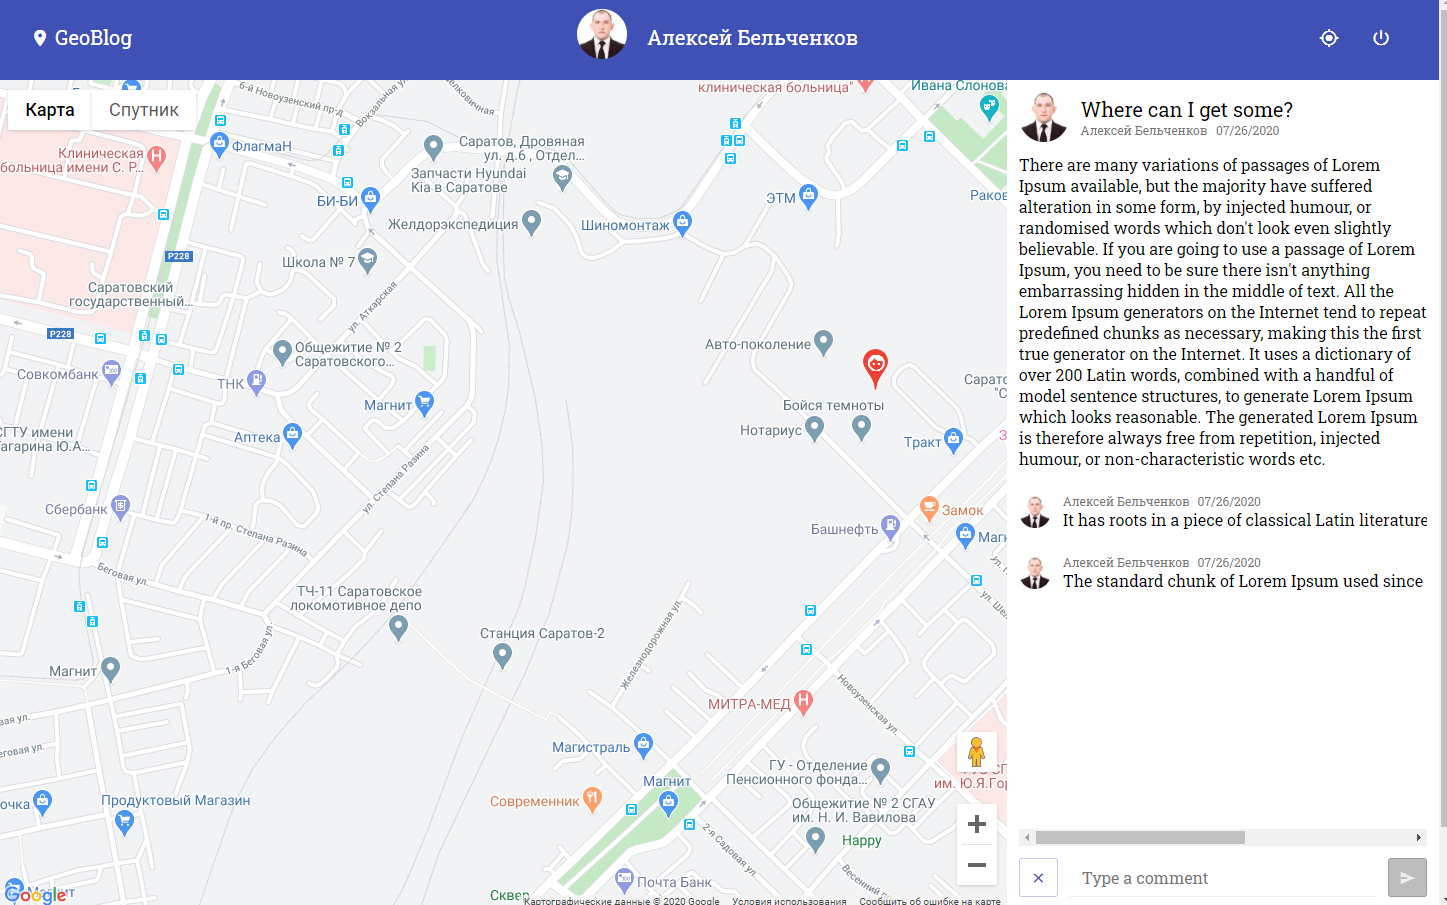 GeoBlog
Алексей Бельченков
Карта
Спутник
6-й Новоузенский пр-д
Вокзальная ул.
клиническая больница"
Ивана Слонова
ФлагмаН
Клиническая
больница имени С. Р...
Саратов, Дровяная
ул. д.6 , Отдел...
Запчасти Hyundai
Kia в Саратове
БИ-БИ
ЭТМ
Желдорэкспедиция
Шиномонтаж
Школа № 7
P228
Саратовский
государственный...
ул. Аткарская
P228
Общежитие № 2
Саратовского...
Авто-поколение
Совкомбанк
ТНК
Магнит
Бойся темноты
Нотариус
Тракт
Аптека
СГТУ имени
Гагарина Ю.А...
ул. Степана Разина
Сбербанк
1-й пр. Степана Разина
Замок
Башнефть
Беговая ул.
ТЧ-11 Саратовское
локомотивное депо
Станция Саратов-2
Железнодорожная ул.
1-я Беговая ул.
Магнит
МИТРА-МЕД
Новоузенская ул.
Магистраль
ГУ - Отделение
Пенсионного фонда...
им. Ю.Я.Гор
Магнит
Продуктовый Магазин
Современник
Общежитие № 2 СГАУ
им. Н. И. Вавилова
2-я Садовая ул.
Happy
Почта Банк
Сквер
Google
Картографические данные © 2020 Google
Условия использования
Сообщить об ошибке на карте
Where can I get some?
Алексей Бельченков 07/26/2020
There are many variations of passages of Lorem
Ipsum available, but the majority have suffered
alteration in some form, by injected humour, or
randomised words which don't look even slightly
believable. If you are going to use a passage of Lorem
Ipsum, you need to be sure there isn't anything
embarrassing hidden in the middle of text. All the
Lorem Ipsum generators on the Internet tend to repeat
predefined chunks as necessary, making this the first
true generator on the Internet. It uses a dictionary of
over 200 Latin words, combined with a handful of
model sentence structures, to generate Lorem Ipsum
which looks reasonable. The generated Lorem Ipsum
is therefore always free from repetition, injected
humour, or non-characteristic words etc.
Алексей Бельченков 07/26/2020
It has roots in a piece of classical Latin literature
Алексей Бельченков 07/26/2020
The standard chunk of Lorem Ipsum used since
Type a comment